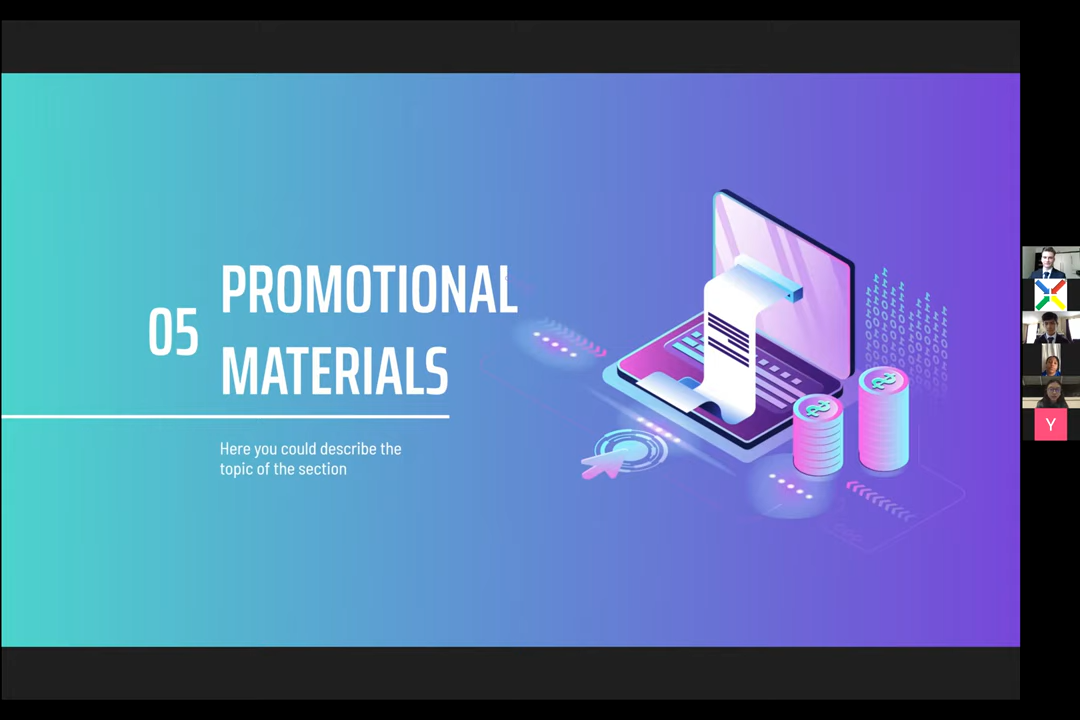 05
PROMOTIONAL
MATERIALS
Here you could describe the
topic of the section
Y